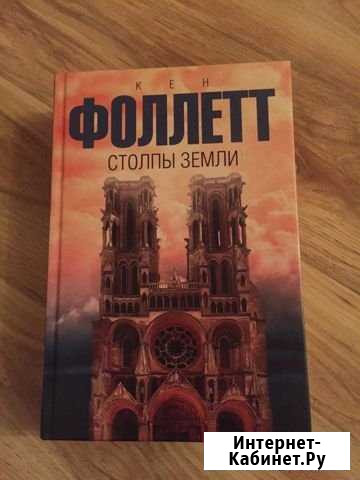 КЕН
ФОЛЛЕТТ
СТОЛПЫ ЗЕМЛИ
Интернет-
Кабинет.Ру